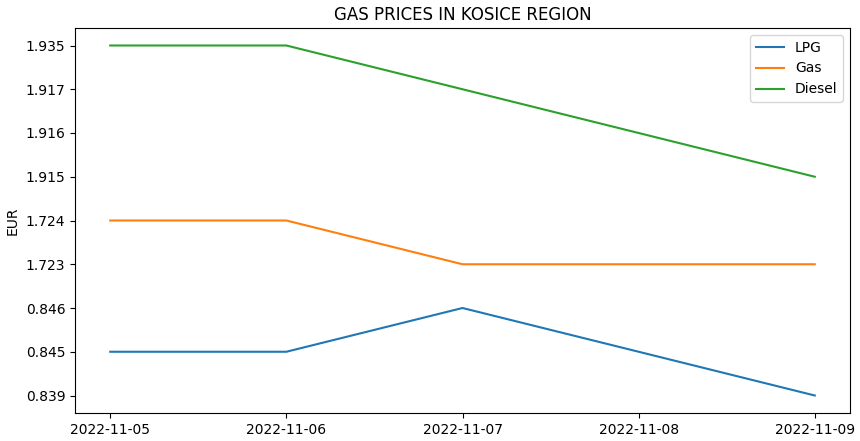 GAS PRICES IN KOSICE REGION
LPG
Gas
Diesel
EUR
1.935
1.917
1.916
1.915
1.724
1.723
0.846
0.845
0.839
2022-11-05
2022-11-06
2022-11-07
2022-11-08
2022-11-09